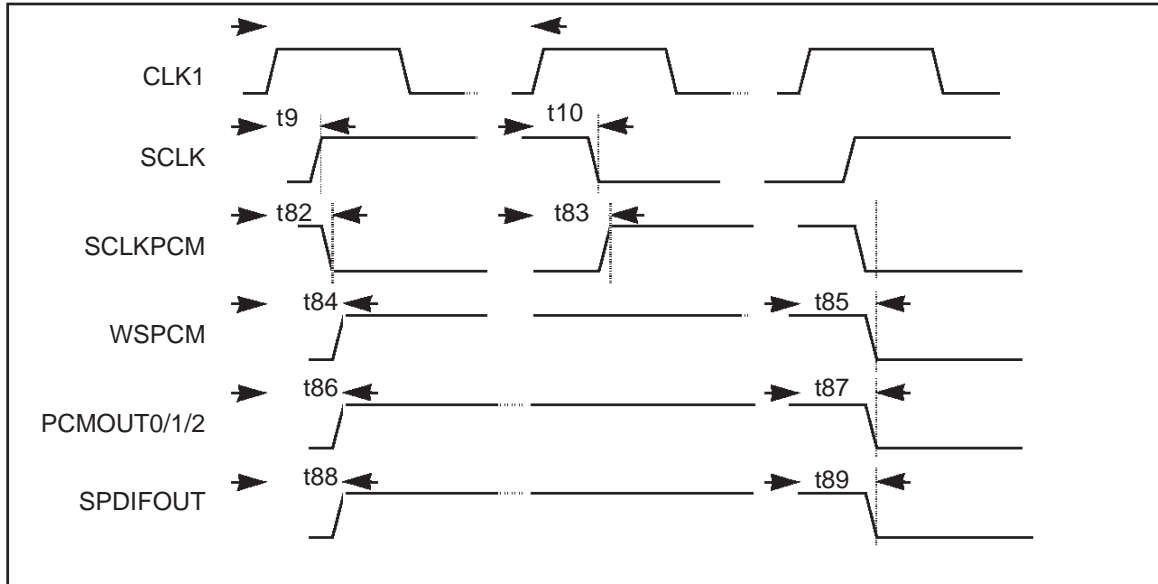 CLK1
t9 t10
SCLK
t82 t83
SCLKPCM
t84 t85
WSPCM
t86 t87
PCMOUT0/1/2
t88 t89
SPDIFOUT